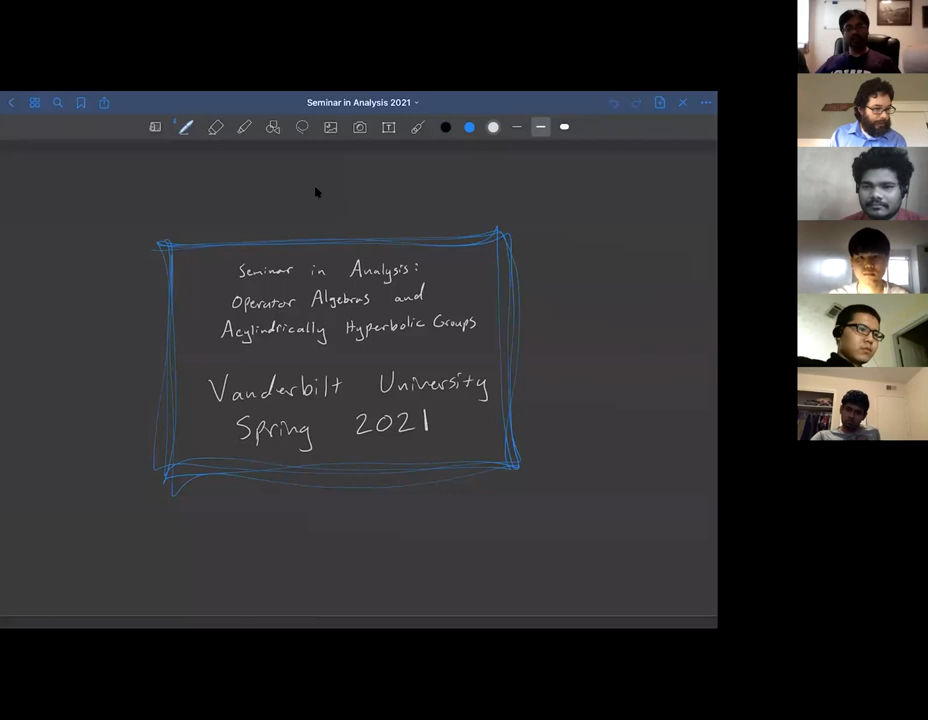 Seminar in Analysis 2021
Seminar in Analysis:
Operator Algebras and
Acylindrically Hyperbolic Groups
Vanderbilt University
Spring 2021